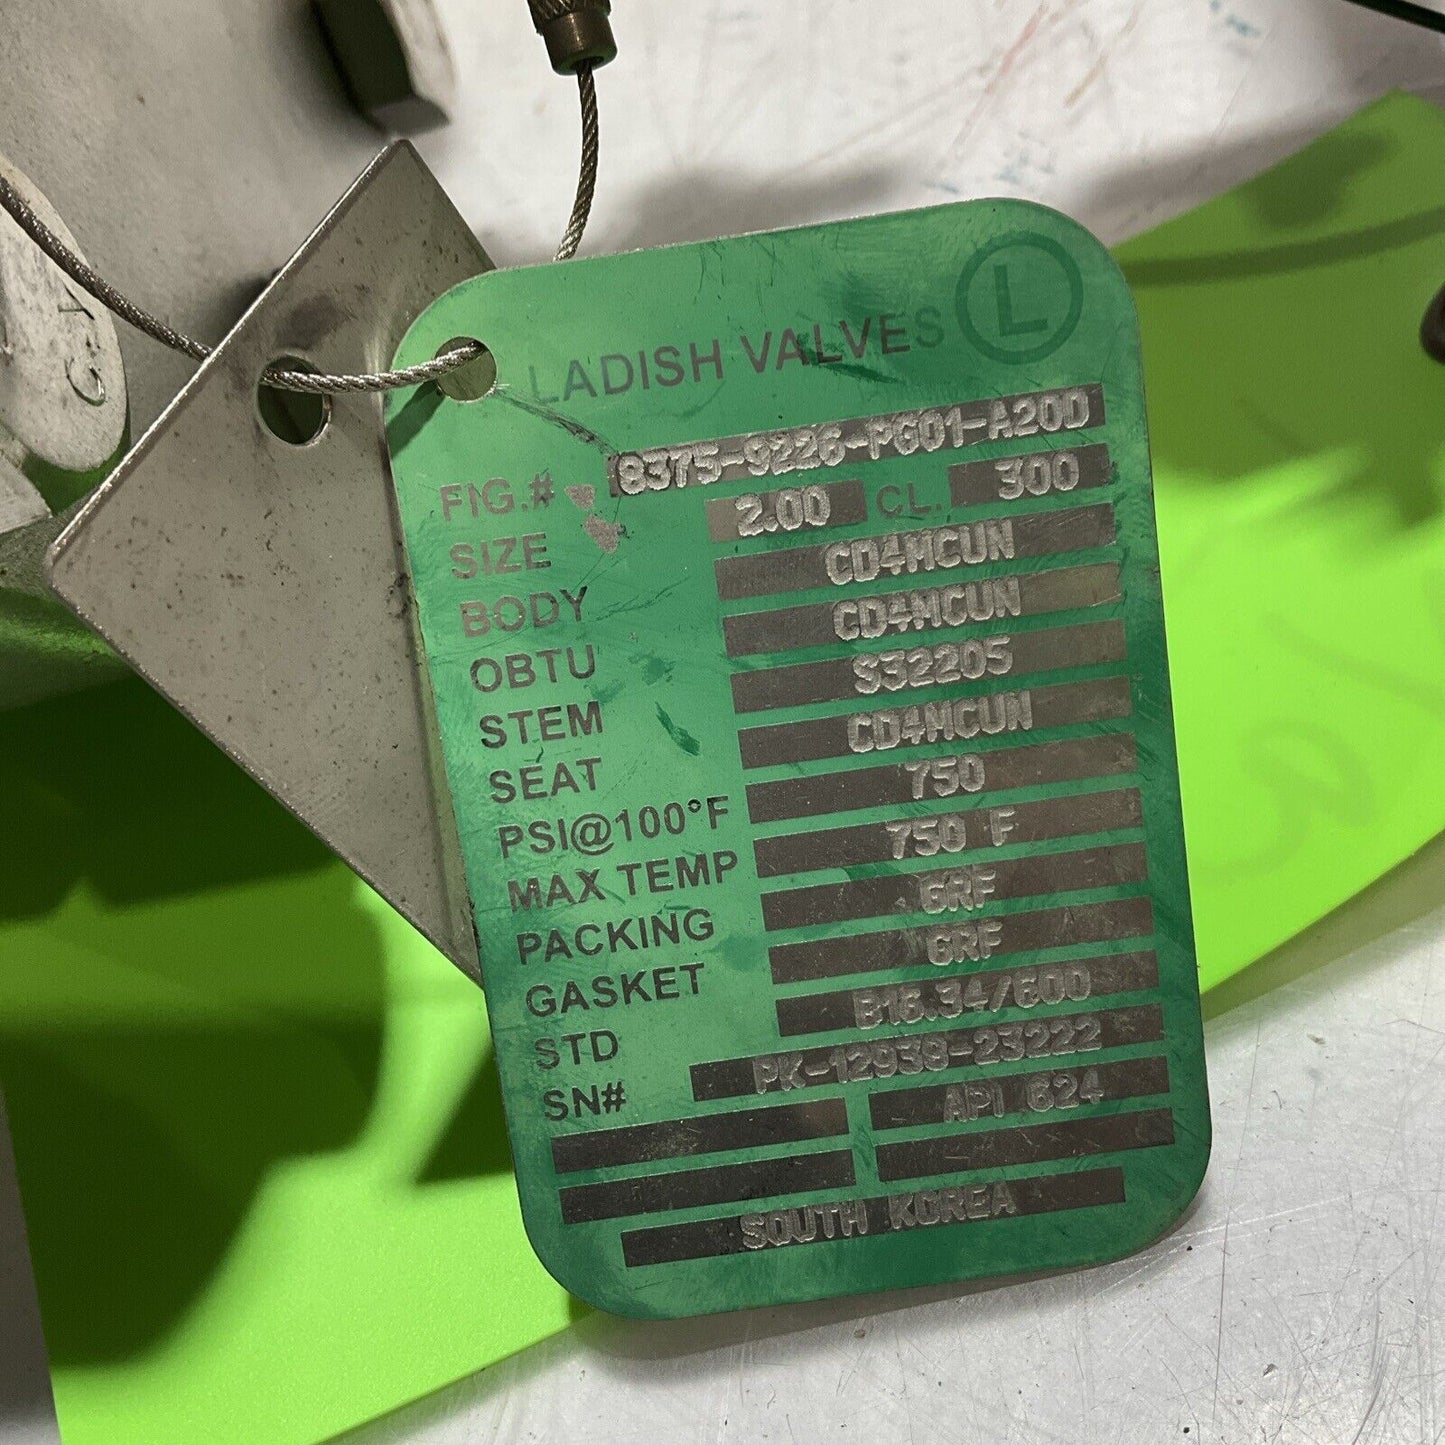 LADISH VALVES L
FIG.# 8375-9226-PG01-A20D
SIZE 2.00 CL. 300
BODY CD4MCUN
OBTU CD4MCUN
STEM S32205
SEAT CD4MCUN
PSI@100°F 750
MAX TEMP 750 F
PACKING GRF
GASKET GRF
STD B16.34/600
SN# PK-12939-23222
API 624
SOUTH KOREA